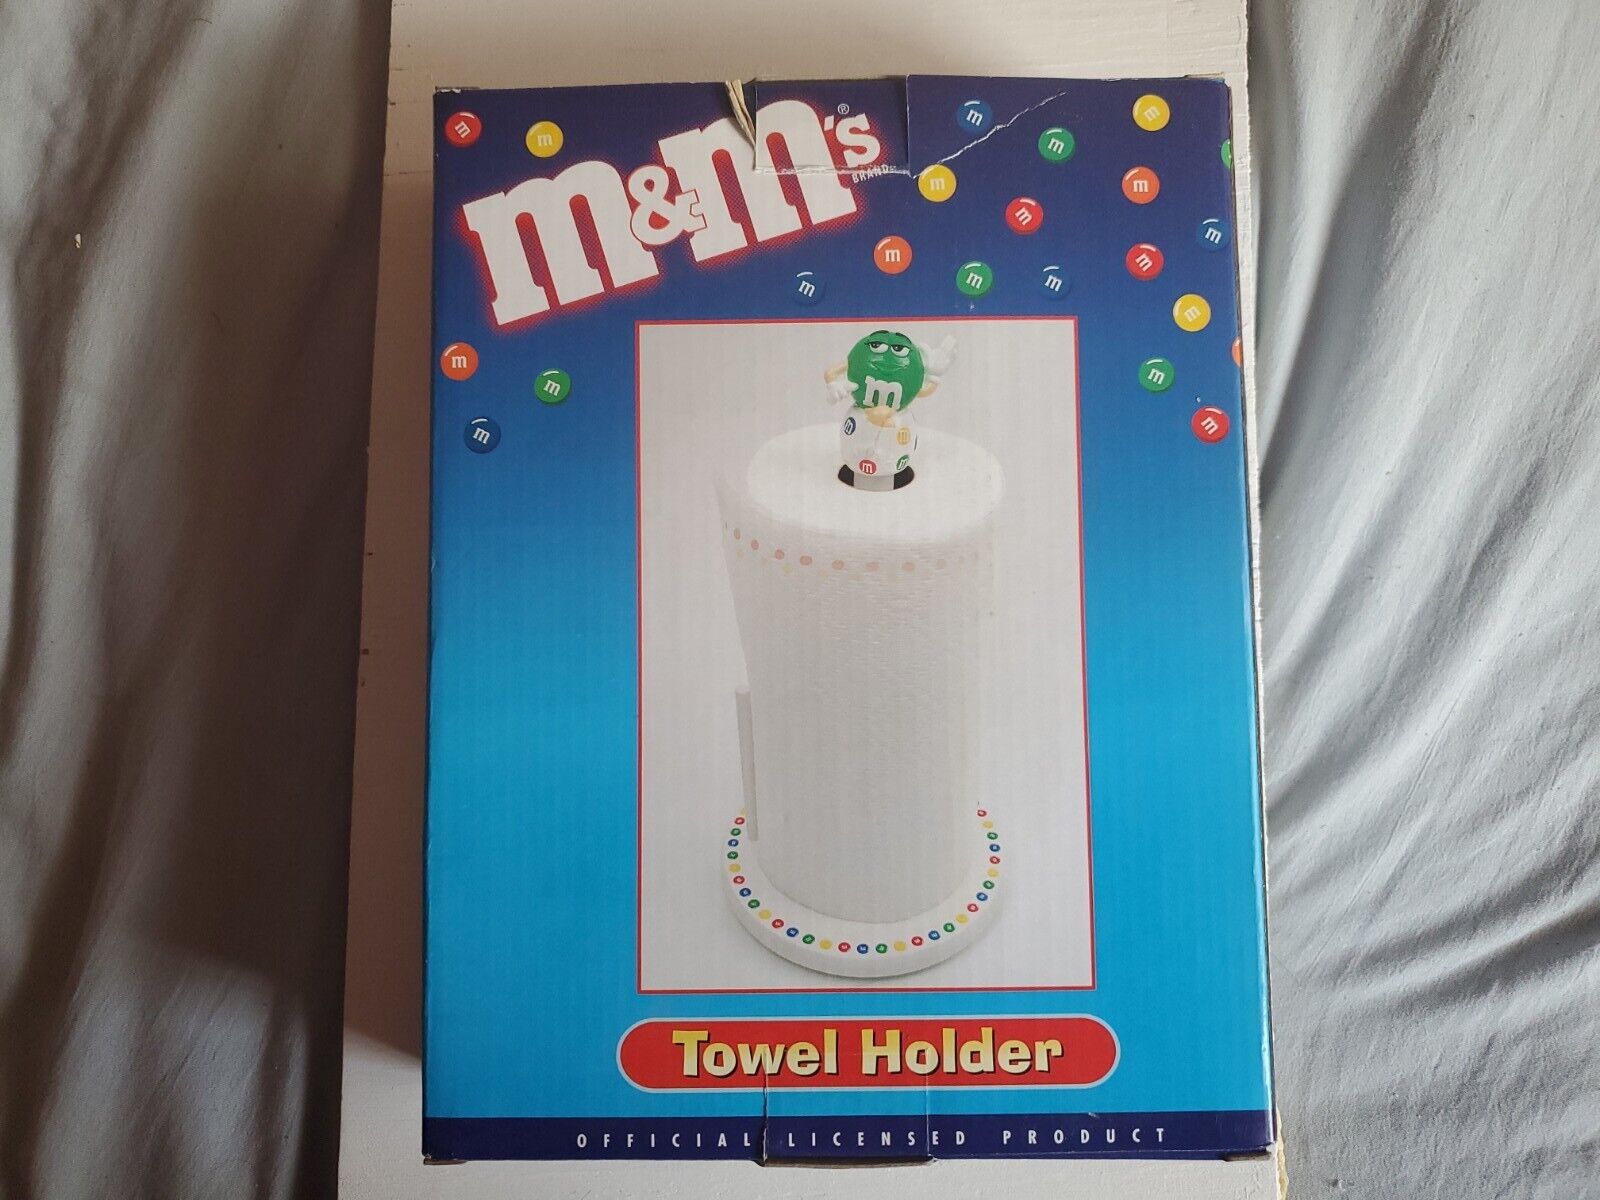 m&m's®
BRAND
Towel Holder
OFFICIAL LICENSED PRODUCT